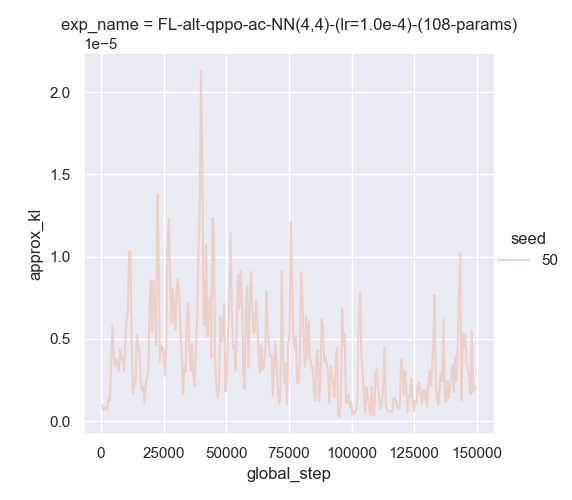 exp_name = FL-alt-qppo-ac-NN(4,4)-(lr=1.0e-4)-(108-params)
1e−5
2.0
1.5
1.0
0.5
0.0
approx_kl
0
25000
50000
75000
100000
125000
150000
global_step
seed
50